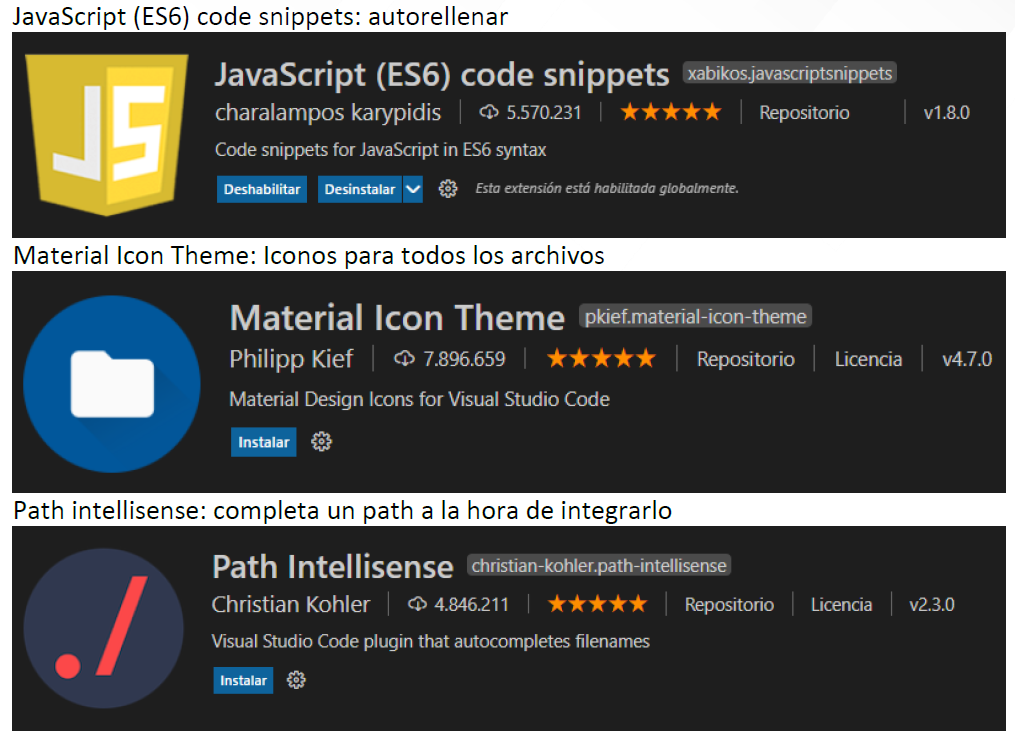 JavaScript (ES6) code snippets: autorellenar
JS
JavaScript (ES6) code snippets xabikos.javascriptsnippets
charalampos karypidis 5.570.231 Repositorio v1.8.0
Code snippets for JavaScript in ES6 syntax
Deshabilitar Desinstalar Esta extensión está habilitada globalmente.
Material Icon Theme: Iconos para todos los archivos
Material Icon Theme pkief.material-icon-theme
Philipp Kief 7.896.659 Repositorio Licencia v4.7.0
Material Design Icons for Visual Studio Code
Instalar
Path intellisense: completa un path a la hora de integrarlo
./
Path Intellisense christian-kohler.path-intellisense
Christian Kohler 4.846.211 Repositorio Licencia v2.3.0
Visual Studio Code plugin that autocompletes filenames
Instalar